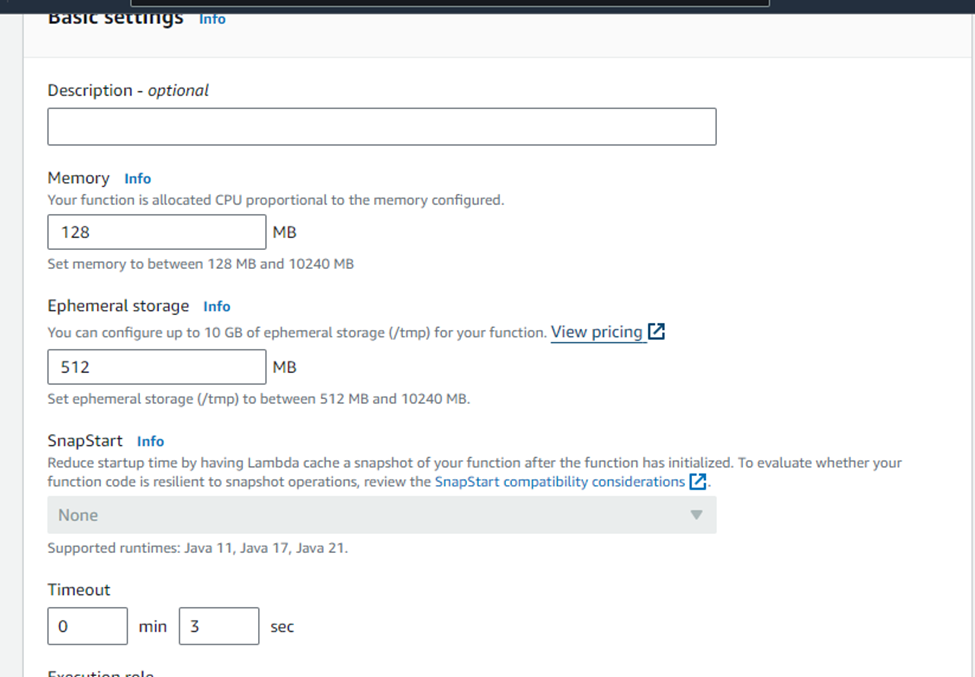 Basic settings Info
Description - optional
Memory Info
Your function is allocated CPU proportional to the memory configured.
128 MB
Set memory to between 128 MB and 10240 MB
Ephemeral storage Info
You can configure up to 10 GB of ephemeral storage (/tmp) for your function. View pricing
512 MB
Set ephemeral storage (/tmp) to between 512 MB and 10240 MB.
SnapStart Info
Reduce startup time by having Lambda cache a snapshot of your function after the function has initialized. To evaluate whether your
function code is resilient to snapshot operations, review the SnapStart compatibility considerations.
None
Supported runtimes: Java 11, Java 17, Java 21.
Timeout
0 min 3 sec
Execution role